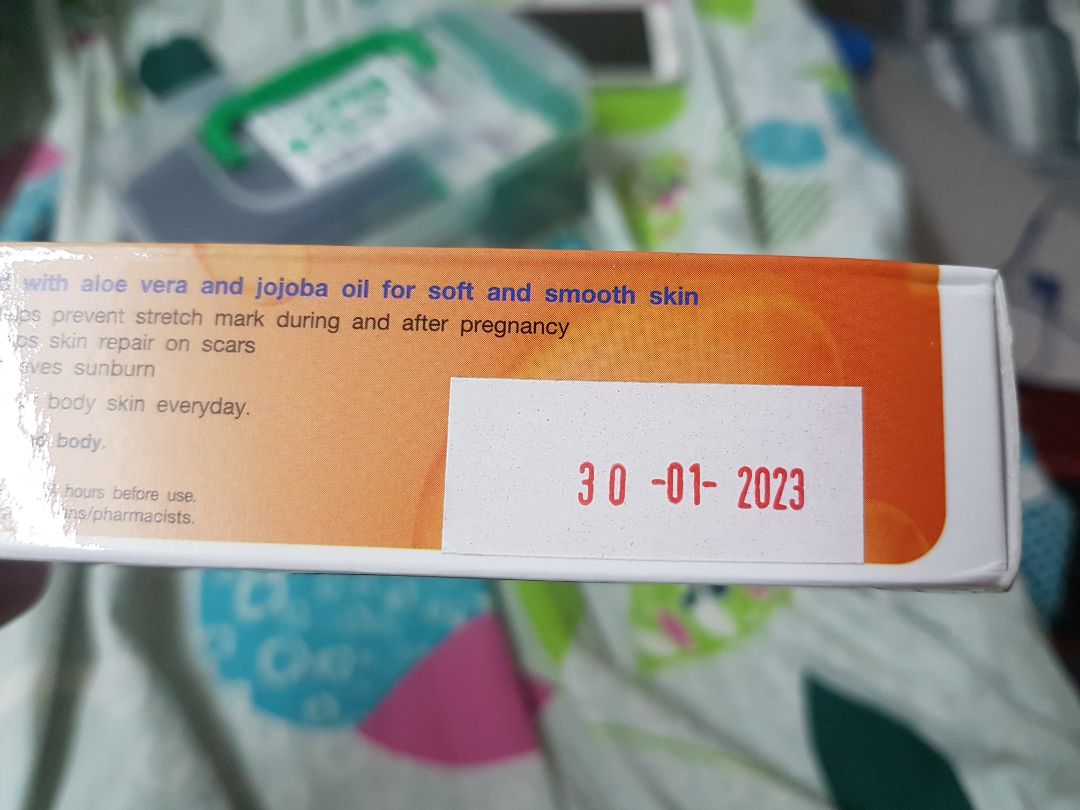 with aloe vera and jojoba oil for soft and smooth skin
prevent stretch mark during and after pregnancy
skin repair on scars
sunburn
body skin everyday.
body.
hours before use.
30 -01- 2023